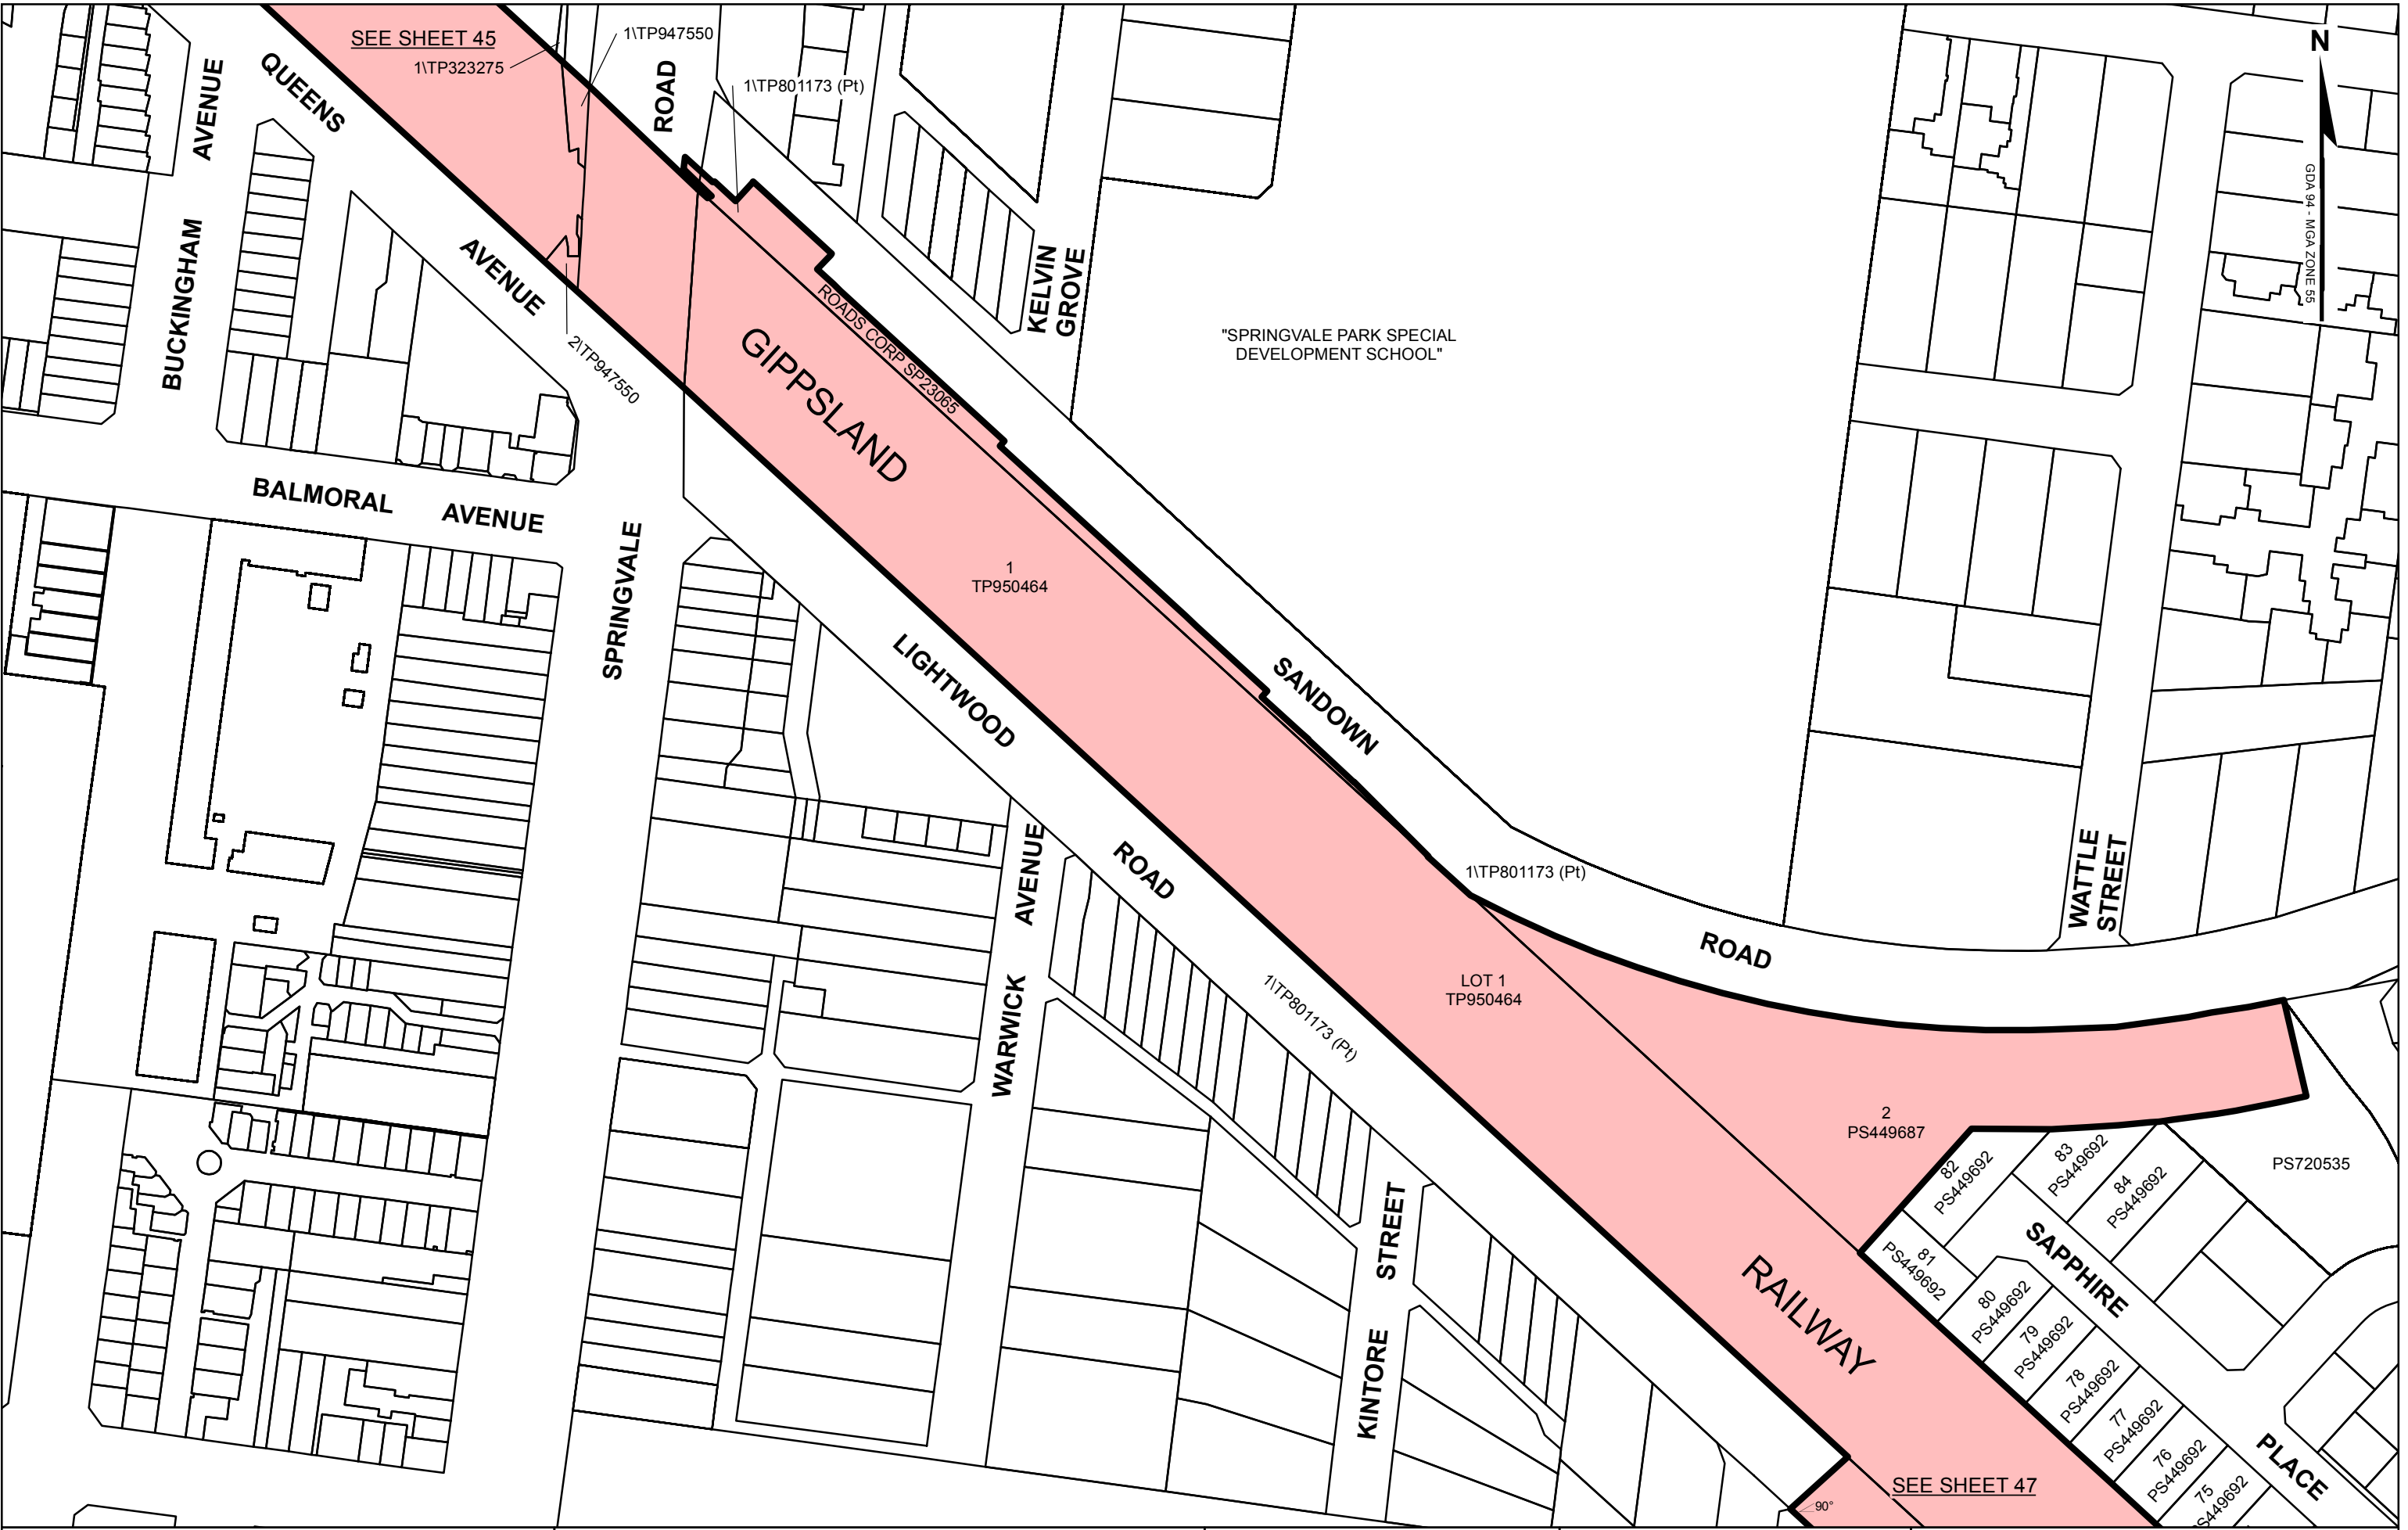 SEE SHEET 45
1\TP323275
1\TP947550
ROAD
1\TP801173 (Pt)
N
GDA 94 - MGA ZONE 55
AVENUE
QUEENS
BUCKINGHAM
AVENUE
2\TP947550
ROADS CORP SP23065
GIPPSLAND
KELVIN
GROVE
"SPRINGVALE PARK SPECIAL
DEVELOPMENT SCHOOL"
BALMORAL AVENUE
SPRINGVALE
1
TP950464
LIGHTWOOD
SANDOWN
ROAD
AVENUE
WARWICK
1\TP801173 (Pt)
1\TP801173 (Pt)
ROAD
WATTLE
STREET
LOT 1
TP950464
2
PS449687
PS720535
82
PS449692
83
PS449692
84
PS449692
81
PS449692
80
PS449692
79
PS449692
78
PS449692
77
PS449692
76
PS449692
75
S449692
SAPPHIRE
PLACE
STREET
KINTORE
RAILWAY
SEE SHEET 47
90°